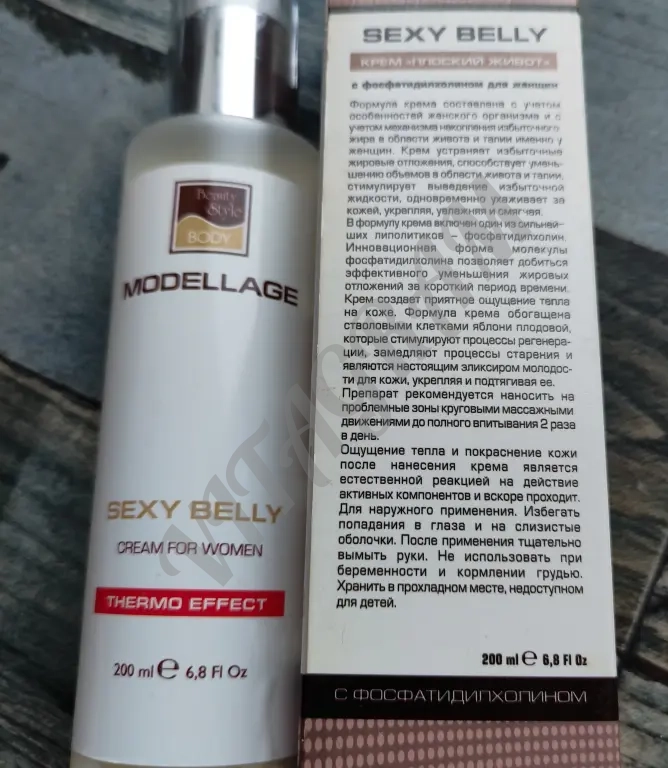 Beauty
Style
BODY
MODELLAGE
SEXY BELLY
CREAM FOR WOMEN
THERMO EFFECT
200 ml e 6,8 Fl Oz
SEXY BELLY
КРЕМ «ПЛОСКИЙ ЖИВОТ»
с фосфатидилхолином для женщин
Формула крема составлена с учетом
особенностей женского организма и с
учетом механизма накопления избыточного
жира в области живота и талии именно у
женщин. Крем устраняет избыточные
жировые отложения, способствует умень-
шению объемов в области живота и талии,
стимулирует выведение избыточной
жидкости, одновременно ухаживает за
кожей, укрепляя, увлажняя и смягчая.
В формулу крема включен один из сильней-
ших липолитиков - фосфатидилхолин.
Инновационная форма молекулы
фосфатидилхолина позволяет добиться
эффективного уменьшения жировых
отложений за короткий период времени.
Крем создает приятное ощущение тепла
на коже. Формула крема обогащена
стволовыми клетками яблони плодовой,
которые стимулируют процессы регенера-
ции, замедляют процессы старения и
являются настоящим эликсиром молодос-
ти для кожи, укрепляя и подтягивая ее.
Препарат рекомендуется наносить на
проблемные зоны круговыми массажными
движениями до полного впитывания 2 раза
в день.
Ощущение тепла и покраснение кожи
после нанесения крема является
естественной реакцией на действие
активных компонентов и вскоре проходит.
Для наружного применения. Избегать
попадания в глаза и на слизистые
оболочки. После применения тщательно
вымыть руки. Не использовать при
беременности и кормлении грудью.
Хранить в прохладном месте, недоступном
для детей.
200 ml e 6,8 Fl Oz
С ФОСФАТИДИЛХОЛИНОМ